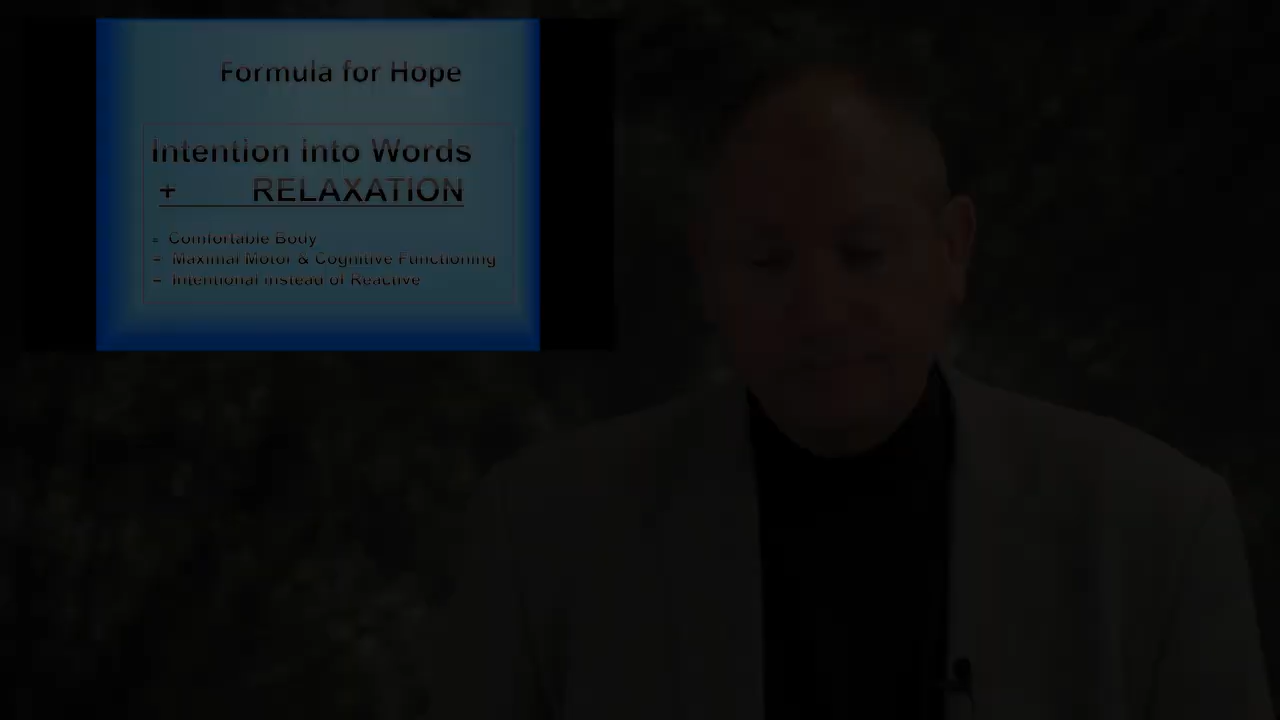 Formula for Hope
Intention into Words
+ RELAXATION
= Comfortable Body
= Maximal Motor & Cognitive Functioning
= Intentional instead of Reactive